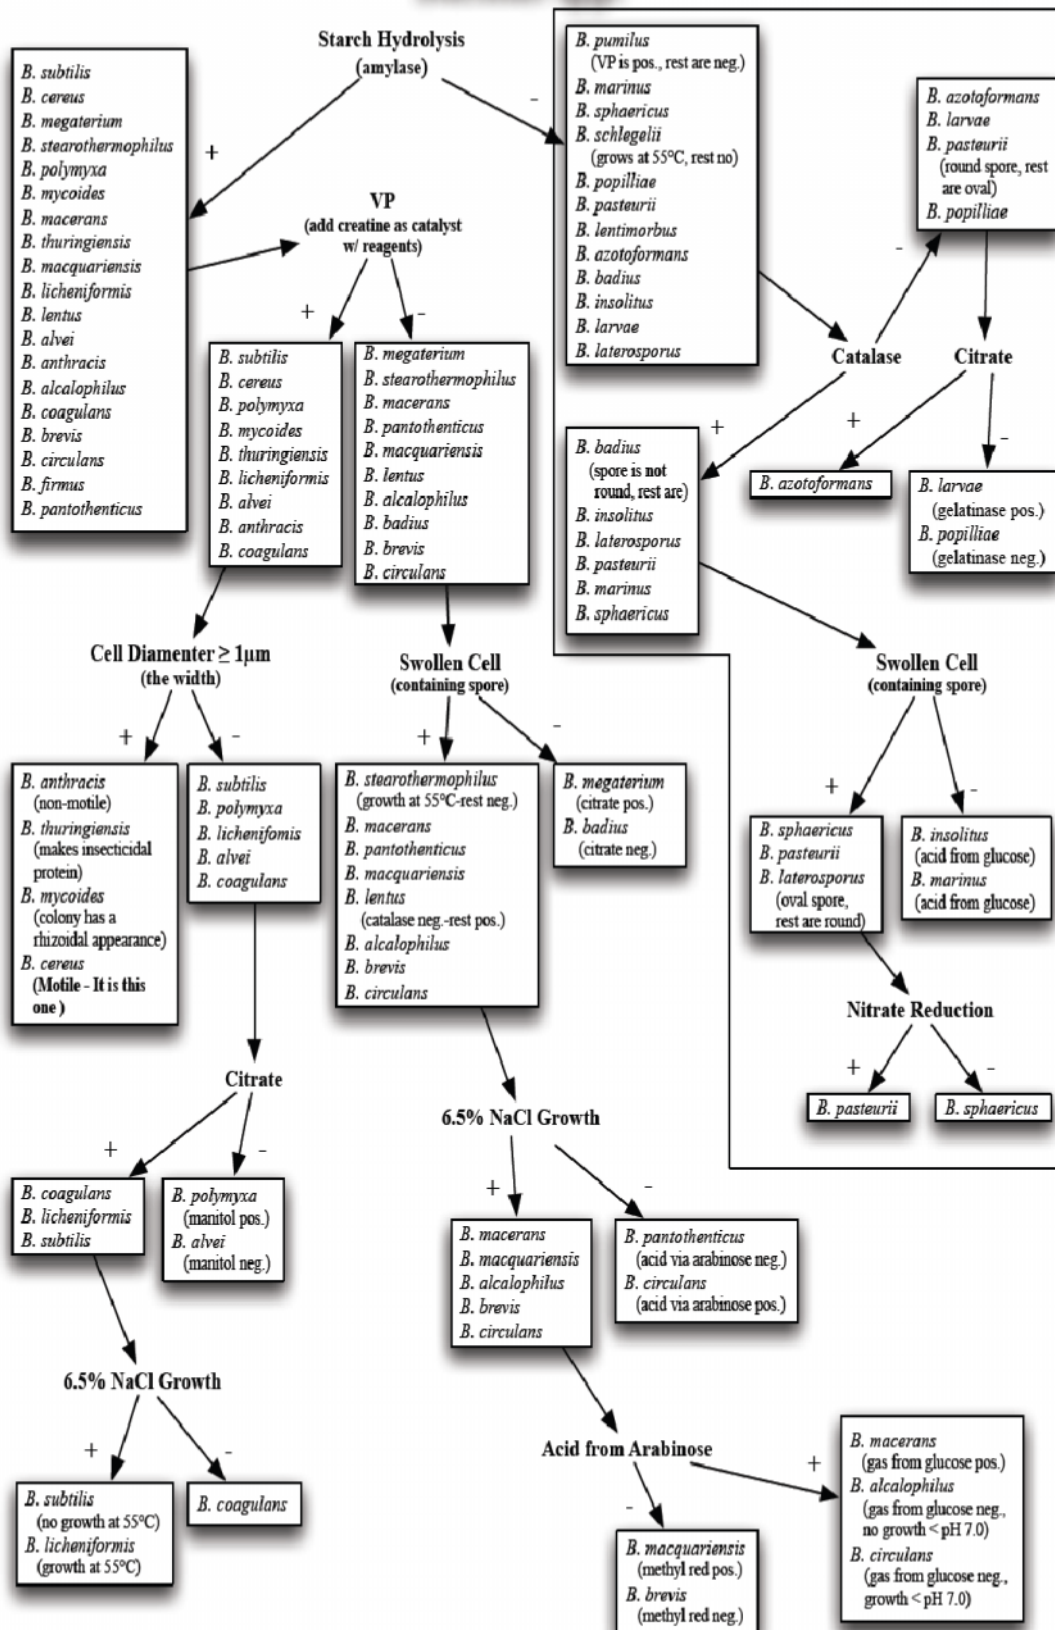 Starch Hydrolysis
(amylase)
+
-
B. subtilis
B. cereus
B. megaterium
B. stearothermophilus
B. polymyxa
B. mycoides
B. macerans
B. thuringiensis
B. macquariensis
B. licheniformis
B. lentus
B. alvei
B. anthracis
B. alcalophilus
B. coagulans
B. brevis
B. circulans
B. firmus
B. pantothenticus
VP
(add creatine as catalyst
w/ reagents)
+
-
B. subtilis
B. cereus
B. polymyxa
B. mycoides
B. thuringiensis
B. licheniformis
B. alvei
B. anthracis
B. coagulans
B. megaterium
B. stearothermophilus
B. macerans
B. pantothenticus
B. macquariensis
B. lentus
B. alcalophilus
B. badius
B. brevis
B. circulans
Cell Diamenter ≥ 1μm
(the width)
+
-
B. anthracis
(non-motile)
B. thuringiensis
(makes insecticidal
protein)
B. mycoides
(colony has a
rhizoidal appearance)
B. cereus
(Motile - It is this
one )
B. subtilis
B. polymyxa
B. lichenifomis
B. alvei
B. coagulans
Citrate
+
-
B. coagulans
B. licheniformis
B. subtilis
B. polymyxa
(manitol pos.)
B. alvei
(manitol neg.)
6.5% NaCl Growth
+
-
B. subtilis
(no growth at 55°C)
B. licheniformis
(growth at 55°C)
B. coagulans
Swollen Cell
(containing spore)
+
-
B. stearothermophilus
(growth at 55°C-rest neg.)
B. macerans
B. pantothenticus
B. macquariensis
B. lentus
(catalase neg.-rest pos.)
B. alcalophilus
B. brevis
B. circulans
B. megaterium
(citrate pos.)
B. badius
(citrate neg.)
6.5% NaCl Growth
+
-
B. macerans
B. macquariensis
B. alcalophilus
B. brevis
B. circulans
B. pantothenticus
(acid via arabinose neg.)
B. circulans
(acid via arabinose pos.)
Acid from Arabinose
-
+
B. macquariensis
(methyl red pos.)
B. brevis
(methyl red neg.)
B. macerans
(gas from glucose pos.)
B. alcalophilus
(gas from glucose neg.,
no growth < pH 7.0)
B. circulans
(gas from glucose neg.,
growth < pH 7.0)
B. pumilus
(VP is pos., rest are neg.)
B. marinus
B. sphaericus
B. schlegelii
(grows at 55°C, rest no)
B. popilliae
B. pasteurii
B. lentimorbus
B. azotoformans
B. badius
B. insolitus
B. larvae
B. laterosporus
Catalase
-
+
B. azotoformans
B. larvae
B. pasteurii
(round spore, rest
are oval)
B. popilliae
Citrate
+
-
B. azotoformans
B. larvae
(gelatinase pos.)
B. popilliae
(gelatinase neg.)
B. badius
(spore is not
round, rest are)
B. insolitus
B. laterosporus
B. pasteurii
B. marinus
B. sphaericus
Swollen Cell
(containing spore)
+
-
B. sphaericus
B. pasteurii
B. laterosporus
(oval spore,
rest are round)
B. insolitus
(acid from glucose)
B. marinus
(acid from glucose)
Nitrate Reduction
+
-
B. pasteurii
B. sphaericus